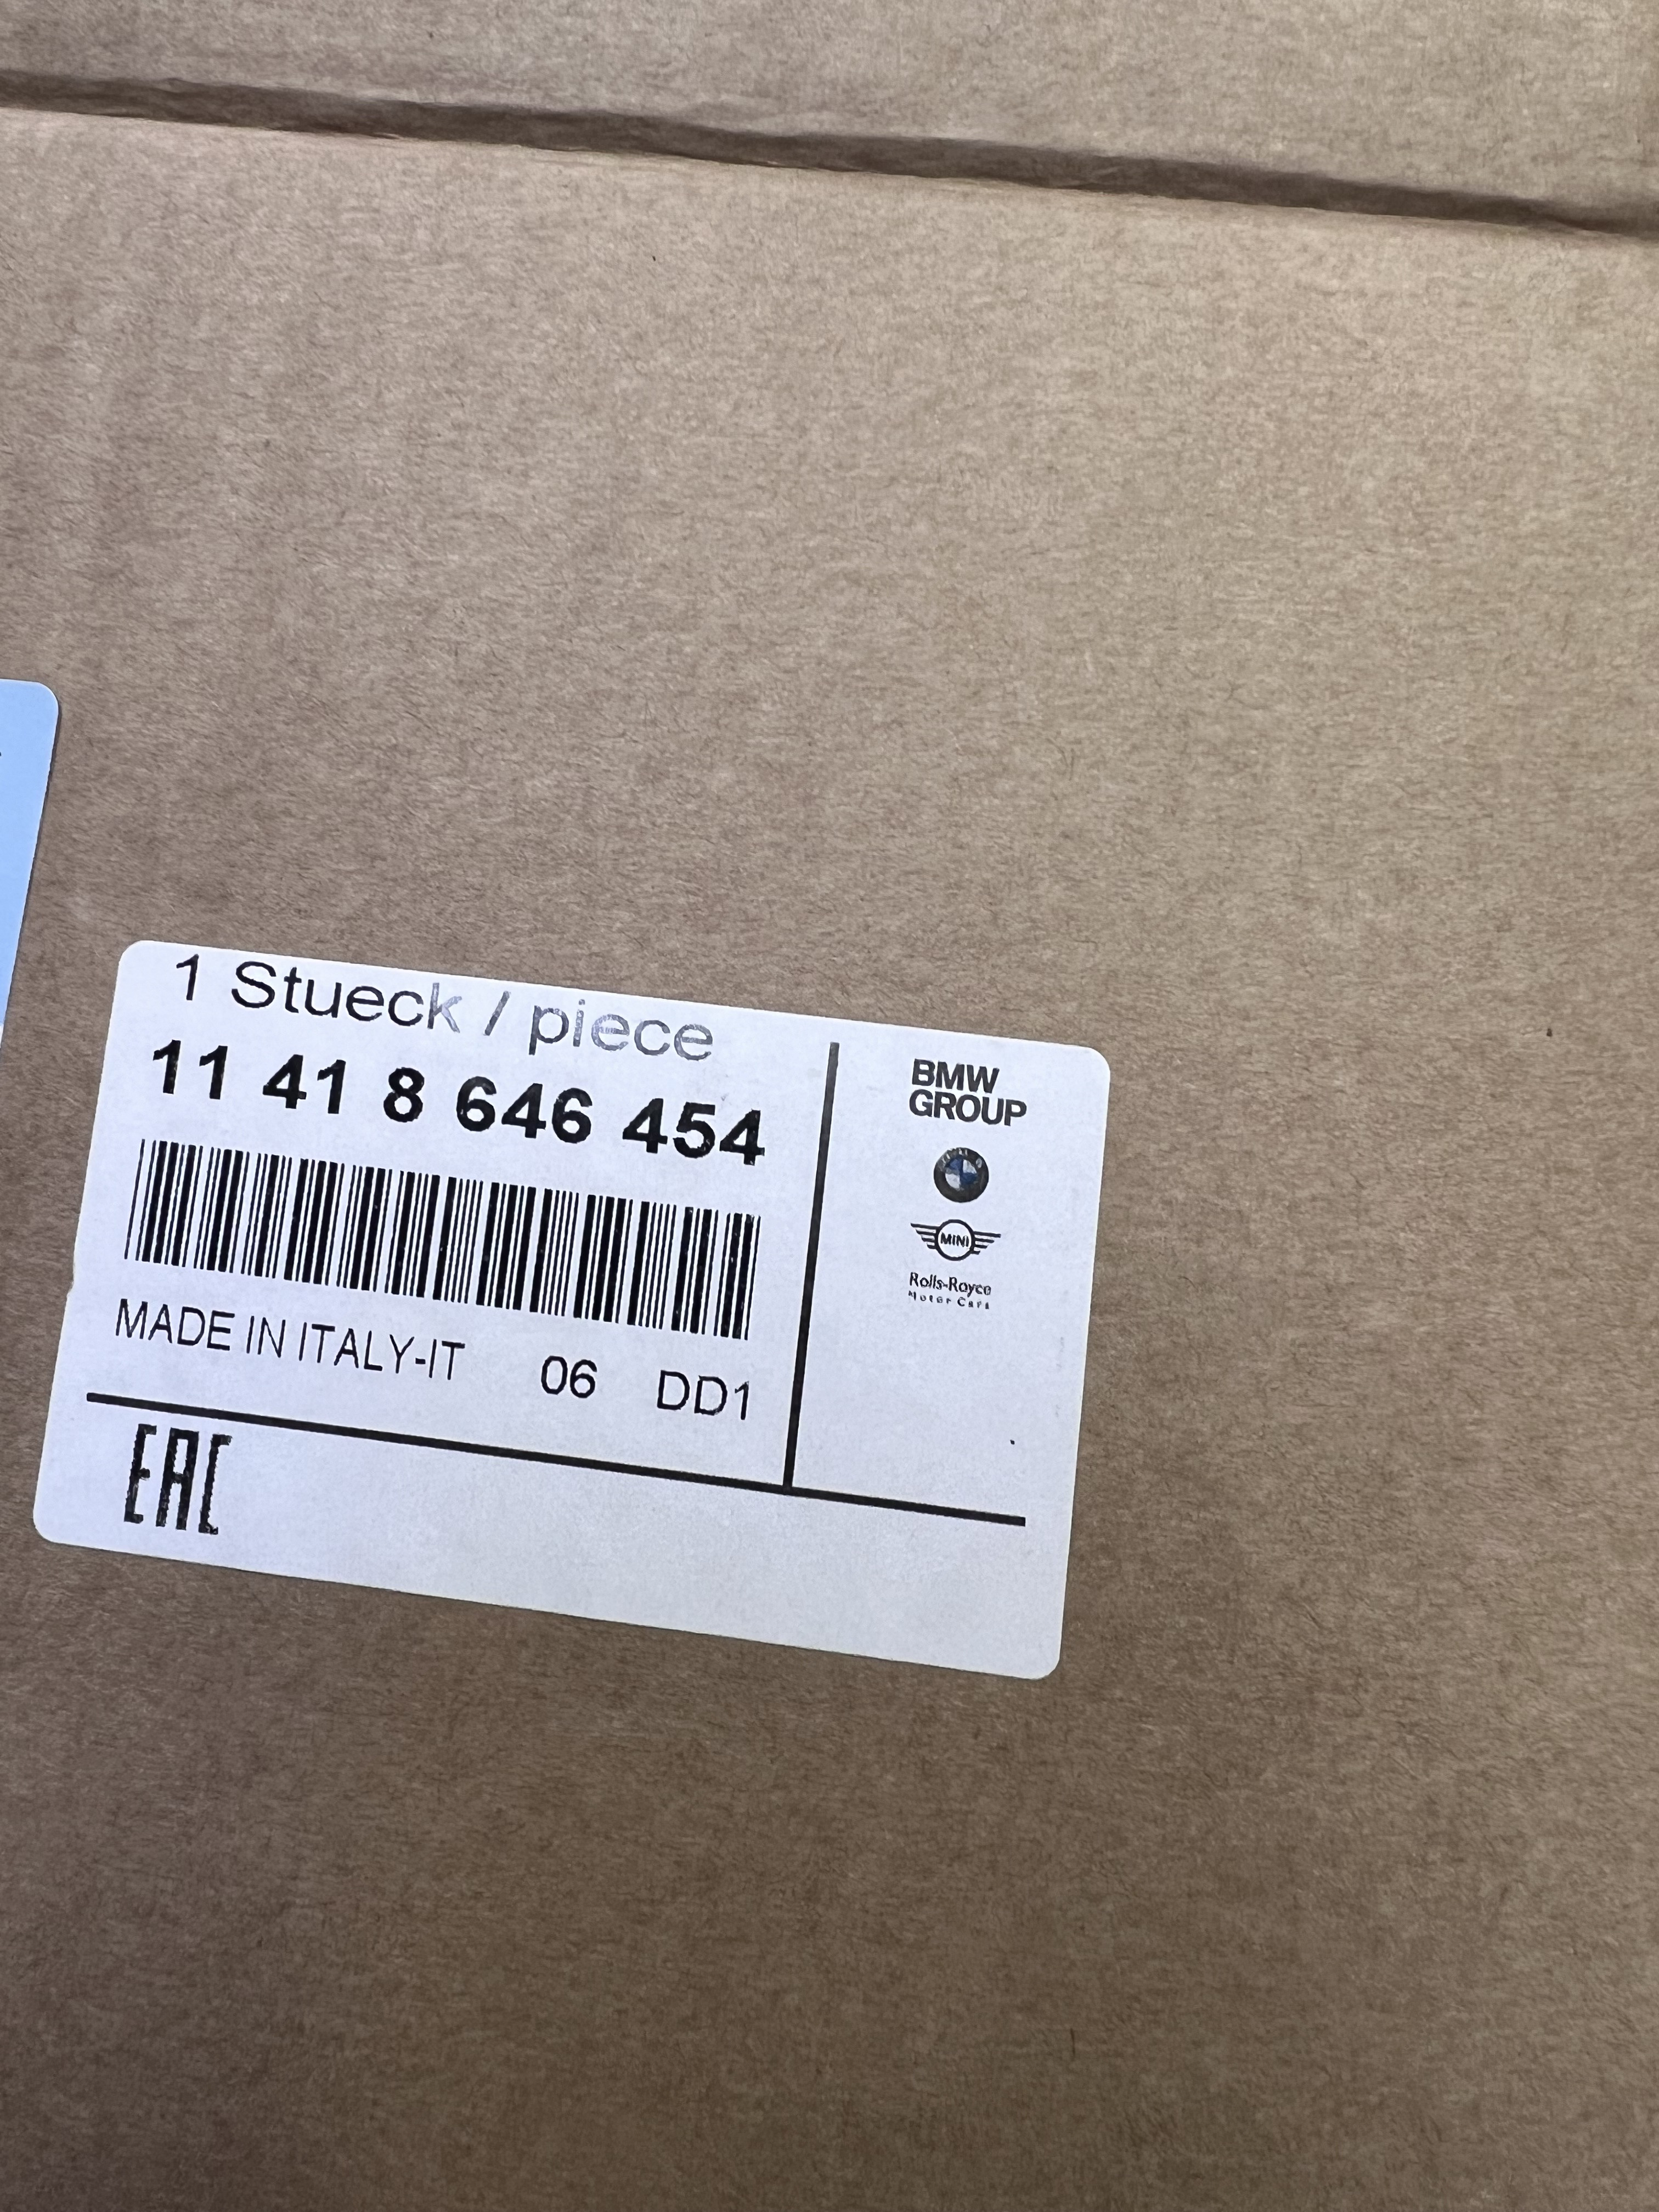 1 Stueck / piece
11 41 8 646 454
MADE IN ITALY-IT 06 DD1
EAC
BMW
GROUP
MINI
Rolls-Royce
Motor Cars